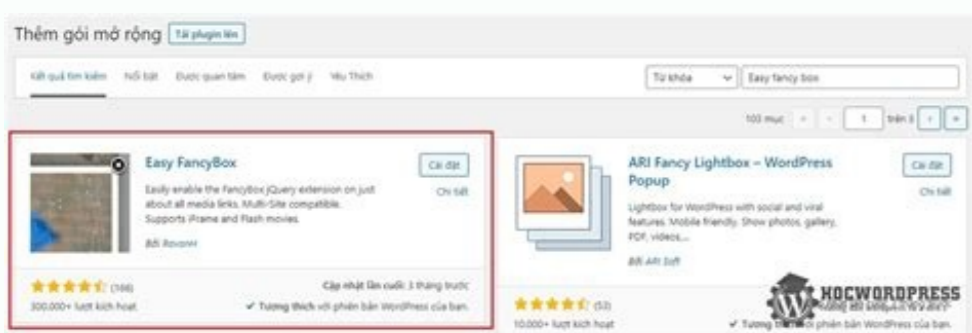 Thêm gói mở rộng Tải plugin lên
Kết quả tìm kiếm Nổi bật Được quan tâm Được gợi ý Yêu Thích
Từ khóa Easy fancy box
103 mục « ‹ 1 trên 3 › »
Easy FancyBox
Cài đặt
Chi tiết
Easily enable the FancyBox jQuery extension on just
about all media links. Multi-Site compatible.
Supports iFrame and Flash movies.
Bởi RavanH
(166)
300.000+ lượt kích hoạt
Cập nhật lần cuối: 3 tháng trước
✔ Tương thích với phiên bản WordPress của bạn.
ARI Fancy Lightbox – WordPress
Popup
Cài đặt
Chi tiết
Lightbox for WordPress with social and viral
features. Mobile friendly. Show photos, gallery,
PDF, videos,...
Bởi ARI Soft
(53)
10.000+ lượt kích hoạt
✔ Tương với phiên bản WordPress của bạn.
HOCWORDPRESS